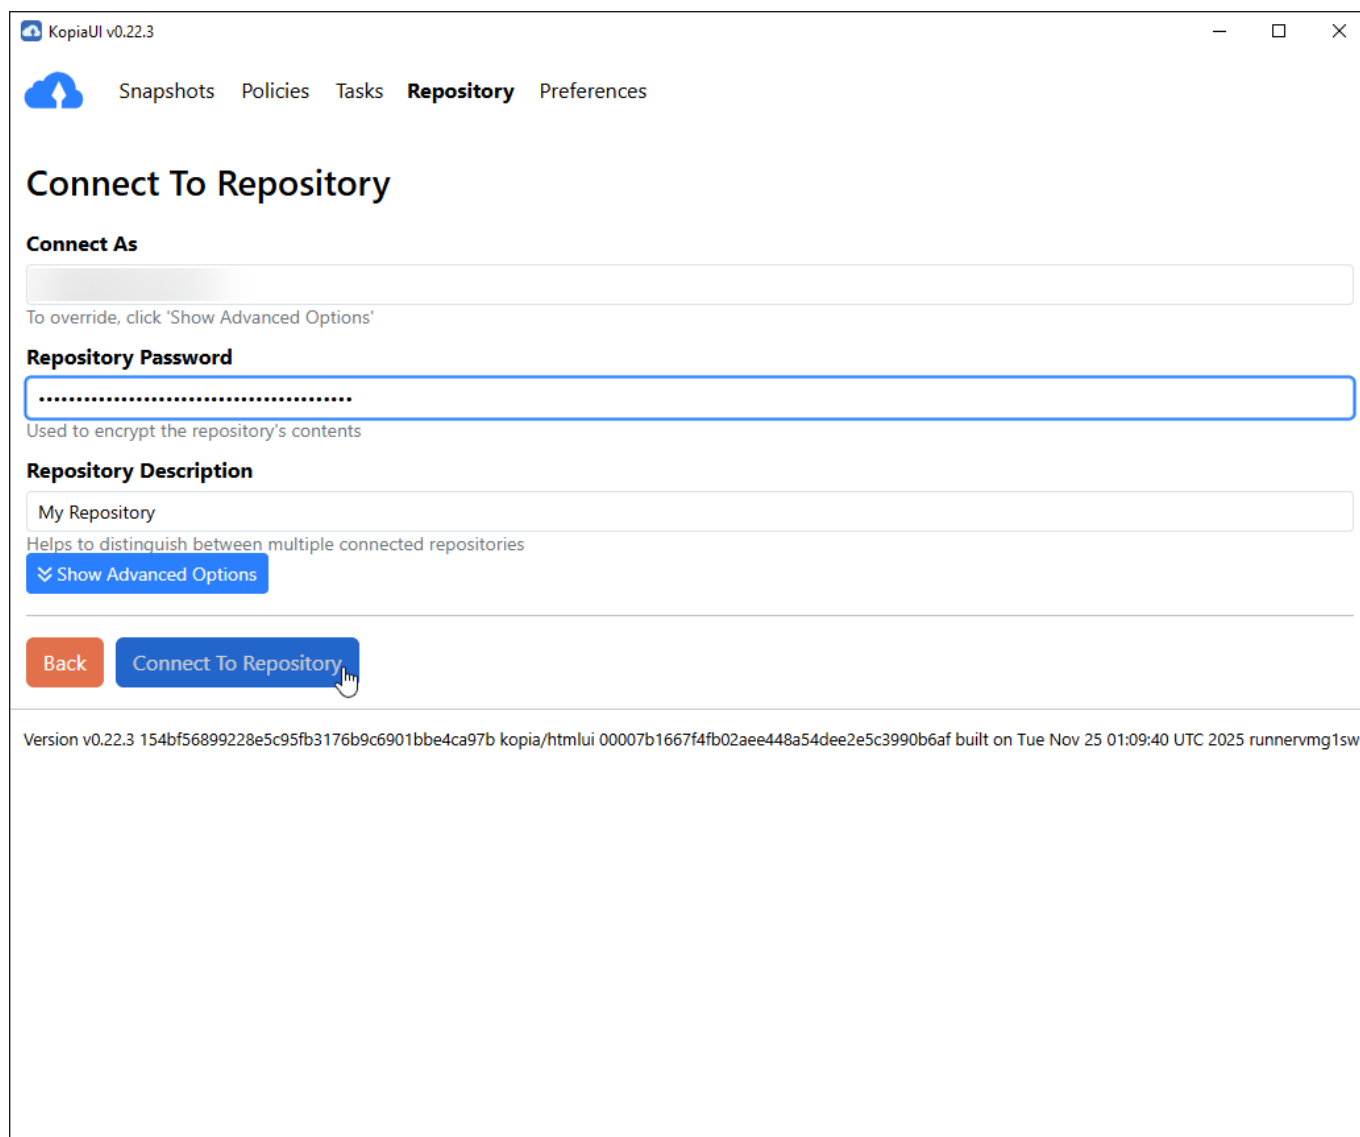 KopiaUI v0.22.3
Snapshots Policies Tasks Repository Preferences
Connect To Repository
Connect As
To override, click 'Show Advanced Options'
Repository Password
••••••••••••••••••••••••••••••••••••••••••
Used to encrypt the repository's contents
Repository Description
My Repository
Helps to distinguish between multiple connected repositories
Show Advanced Options
Back Connect To Repository
Version v0.22.3 154bf56899228e5c95fb3176b9c6901bbe4ca97b kopia/htmlui 00007b1667f4fb02aee448a54dee2e5c3990b6af built on Tue Nov 25 01:09:40 UTC 2025 runnervmg1sw